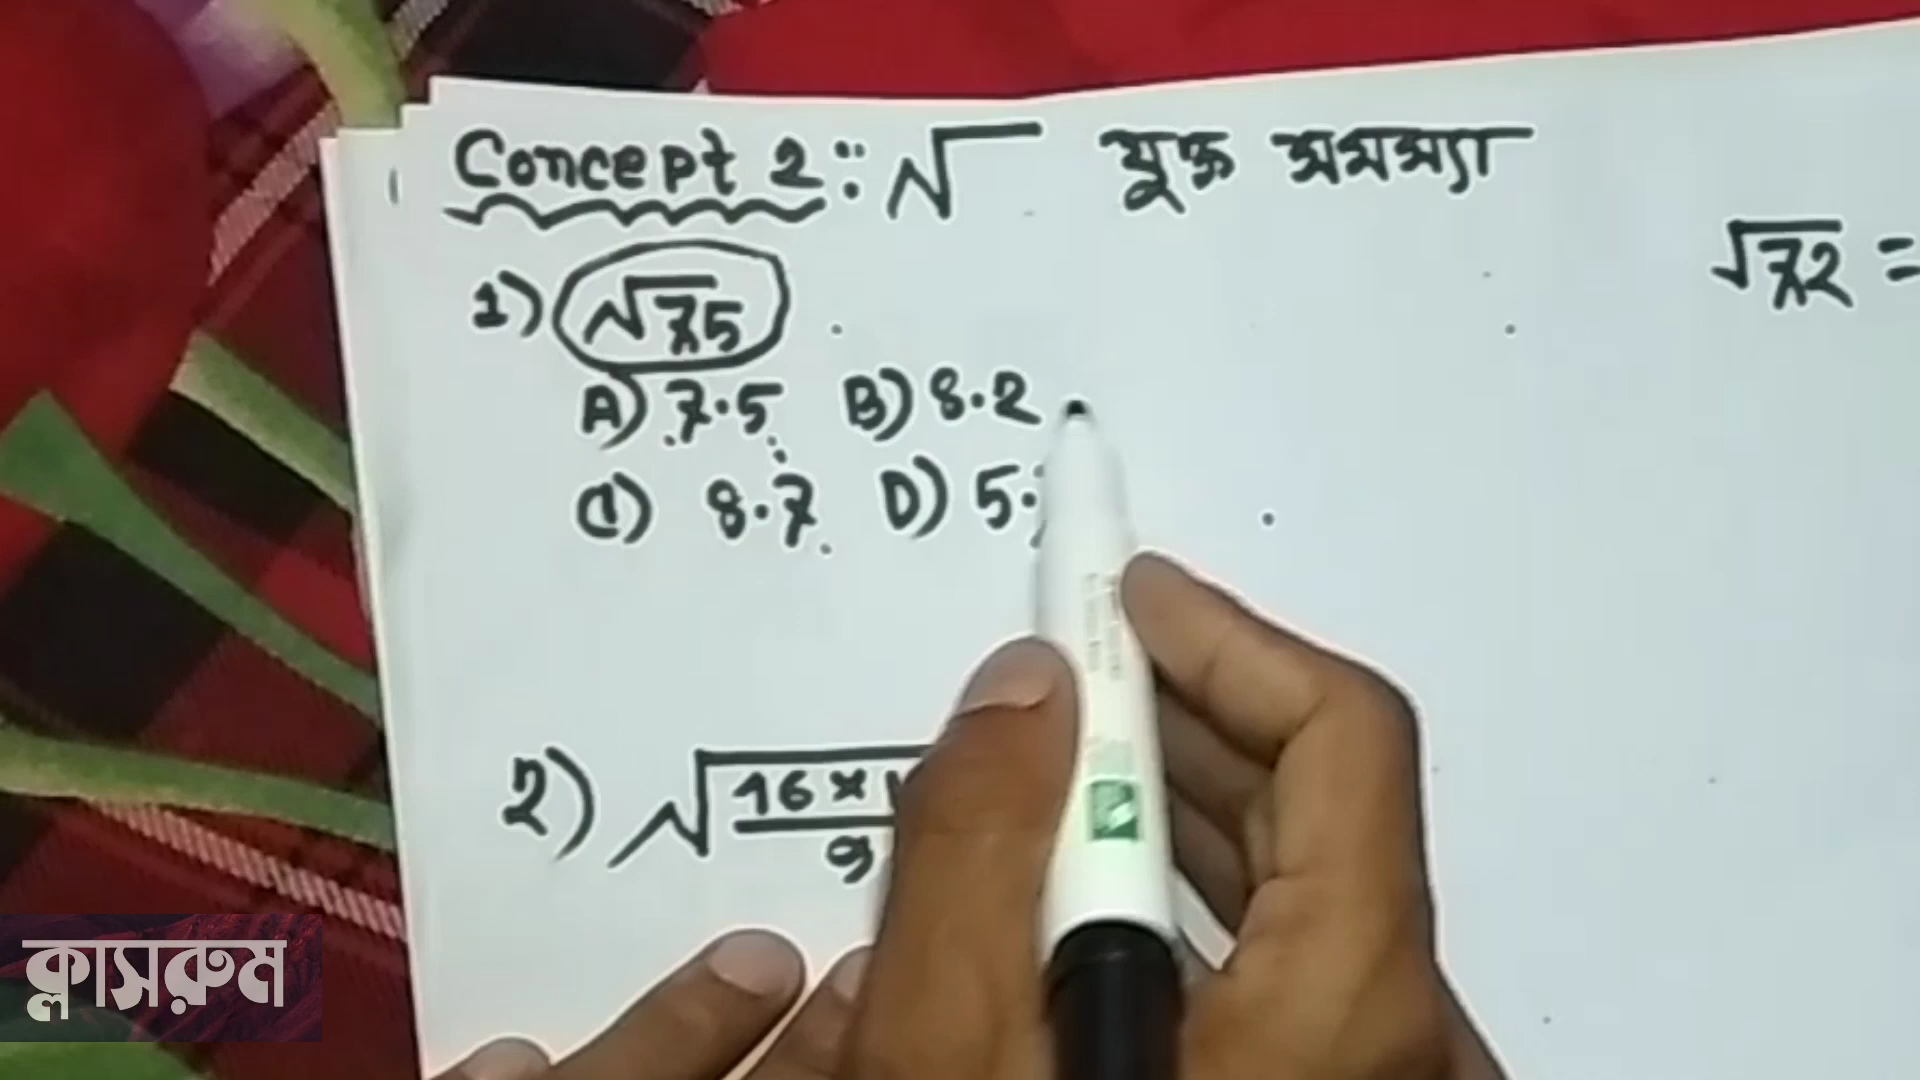 Concept 2 :: √ যুক্ত সমস্যা
√72 =
1) √75
A) 7.5 B) 8.2
C) 8.7 D) 5.
2) √16 ×
9
ক্লাসরুম